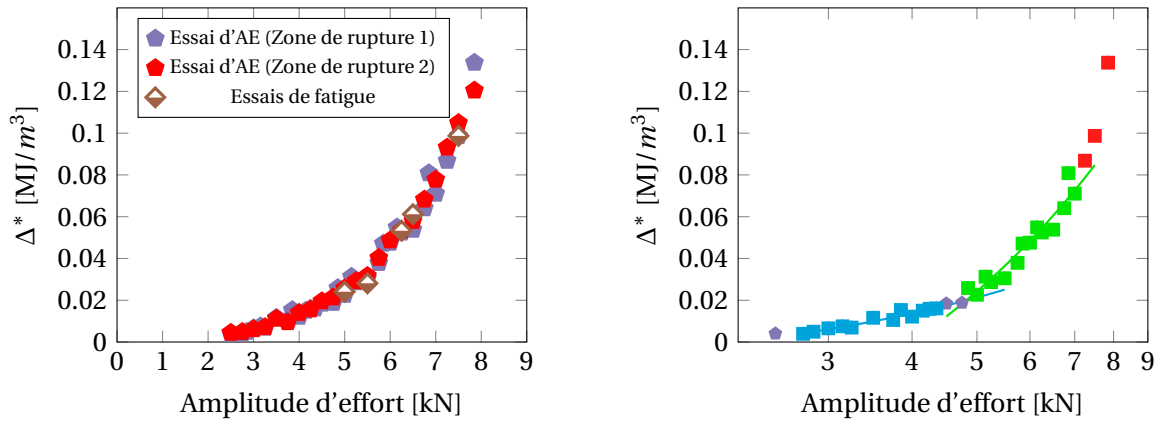 Essai d'AE (Zone de rupture 1)
Essai d'AE (Zone de rupture 2)
Essais de fatigue
0.14
0.12
0.1
0.08
0.06
0.04
0.02
0
Δ* [MJ/m³]
0 1 2 3 4 5 6 7 8 9
Amplitude d'effort [kN]
0.14
0.12
0.1
0.08
0.06
0.04
0.02
0
Δ* [MJ/m³]
3 4 5 6 7 8 9
Amplitude d'effort [kN]